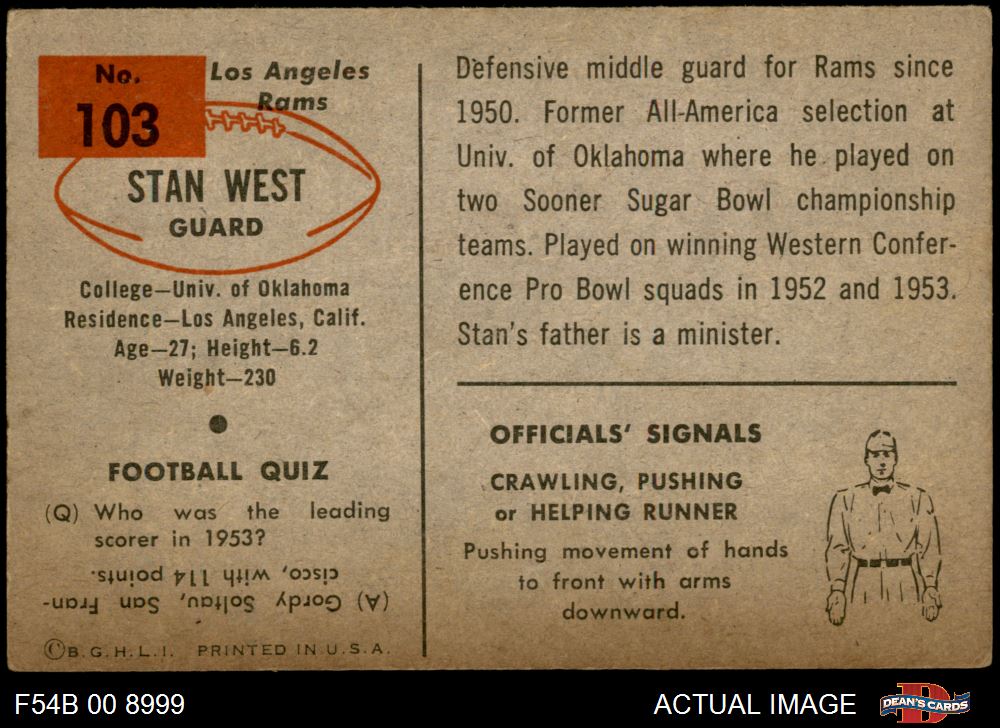 No.
103
Los Angeles
Rams
STAN WEST
GUARD
College—Univ. of Oklahoma
Residence—Los Angeles, Calif.
Age—27; Height—6.2
Weight—230
FOOTBALL QUIZ
(Q) Who was the leading
scorer in 1953?
(A) Gordy Soltau, San Fran-
cisco, with 114 points.
©B.G.H.L.I. PRINTED IN U.S.A.
Defensive middle guard for Rams since
1950. Former All-America selection at
Univ. of Oklahoma where he played on
two Sooner Sugar Bowl championship
teams. Played on winning Western Confer-
ence Pro Bowl squads in 1952 and 1953.
Stan's father is a minister.
OFFICIALS' SIGNALS
CRAWLING, PUSHING
or HELPING RUNNER
Pushing movement of hands
to front with arms
downward.
F54B 00 8999
ACTUAL IMAGE
D
DEAN'S CARDS